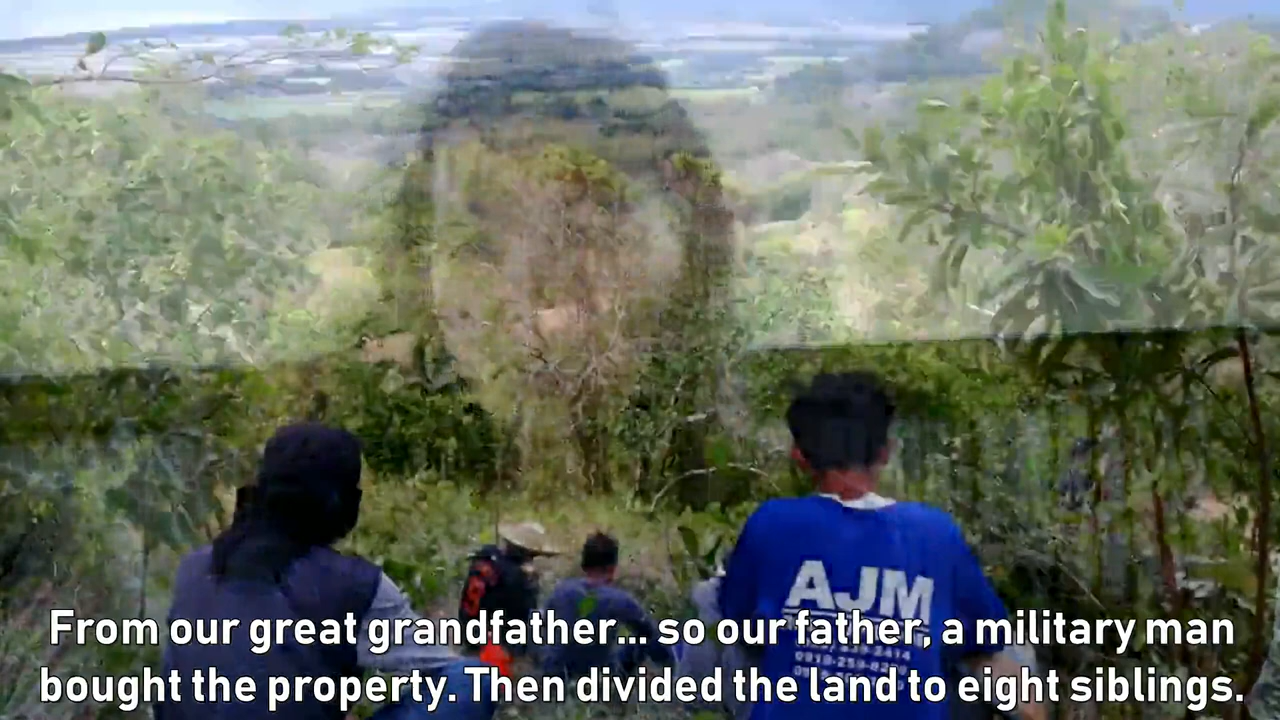 AJM
From our great grandfather... so our father, a military man
bought the property. Then divided the land to eight siblings.